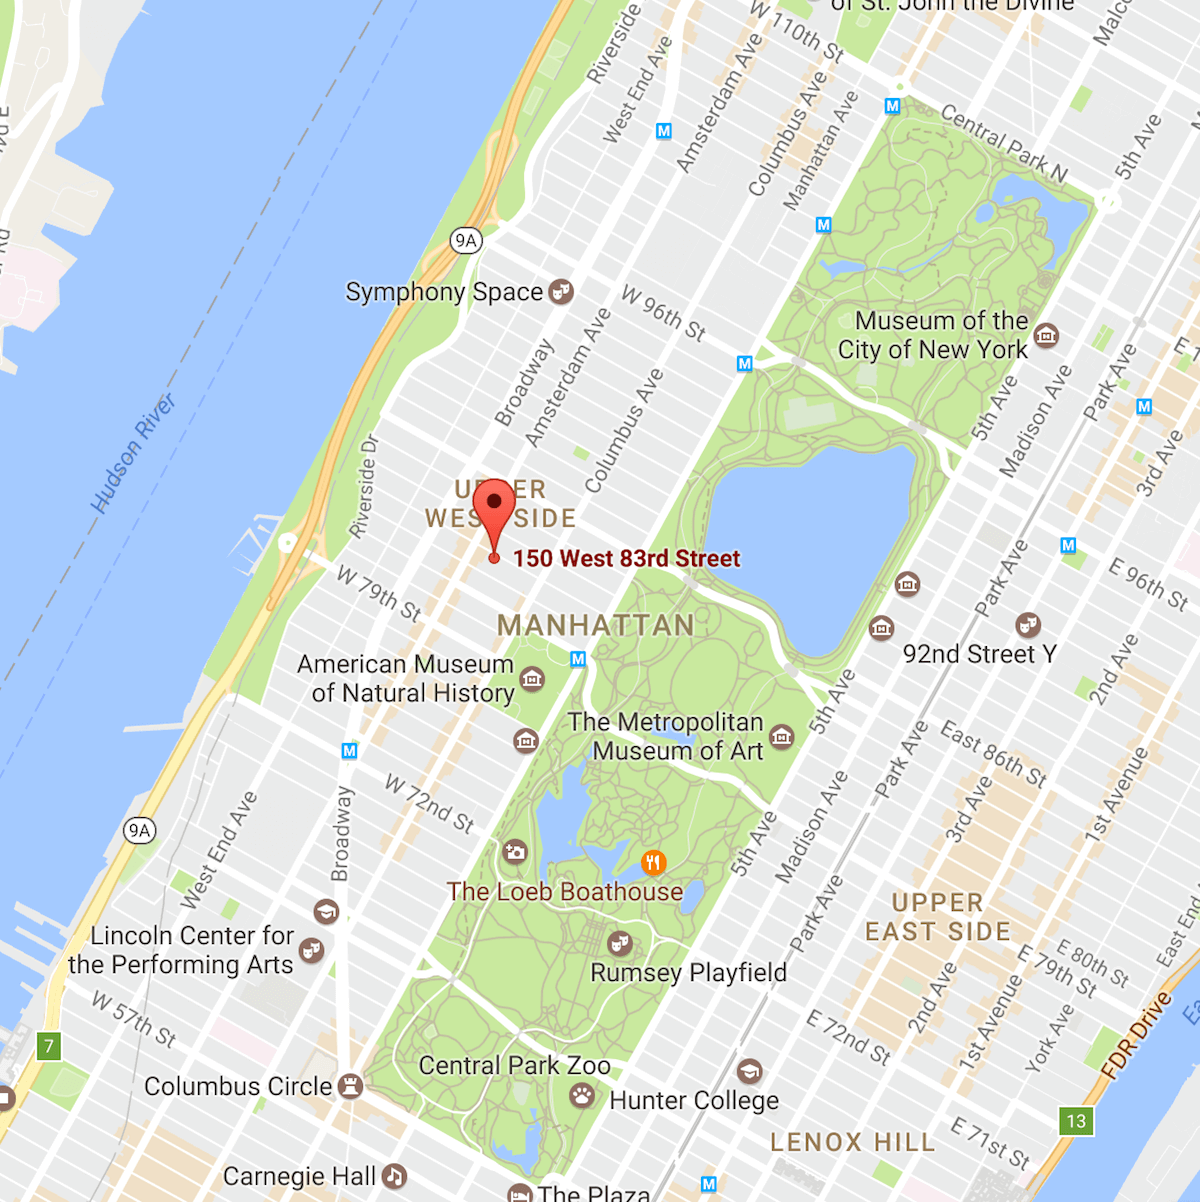 of St. John the Divine
W 110th St
Riverside
West End Ave
Amsterdam Ave
Columbus Ave
Manhattan Ave
M
Central Park N
5th Ave
M
M
9A
Symphony Space
W 96th St
Museum of the
City of New York
M
Broadway
Amsterdam Ave
Columbus Ave
5th Ave
Madison Ave
Park Ave
M
3rd Ave
Hudson River
Riverside Dr
UPPER
WEST SIDE
150 West 83rd Street
W 79th St
MANHATTAN
M
E 96th St
Park Ave
92nd Street Y
2nd Ave
American Museum
of Natural History
M
The Metropolitan
Museum of Art
5th Ave
East 86th St
Park Ave
M
W 72nd St
3rd Ave
1st Avenue
Madison Ave
5th Ave
9A
West End Ave
Broadway
The Loeb Boathouse
Park Ave
UPPER
EAST SIDE
Lincoln Center for
the Performing Arts
Rumsey Playfield
E 80th St
E 79th St
East End
2nd Ave
1st Avenue
York Ave
FDR Drive
W 57th St
E 72nd St
7
Columbus Circle
Central Park Zoo
Hunter College
13
LENOX HILL
E 71st St
Carnegie Hall
The Plaza
M